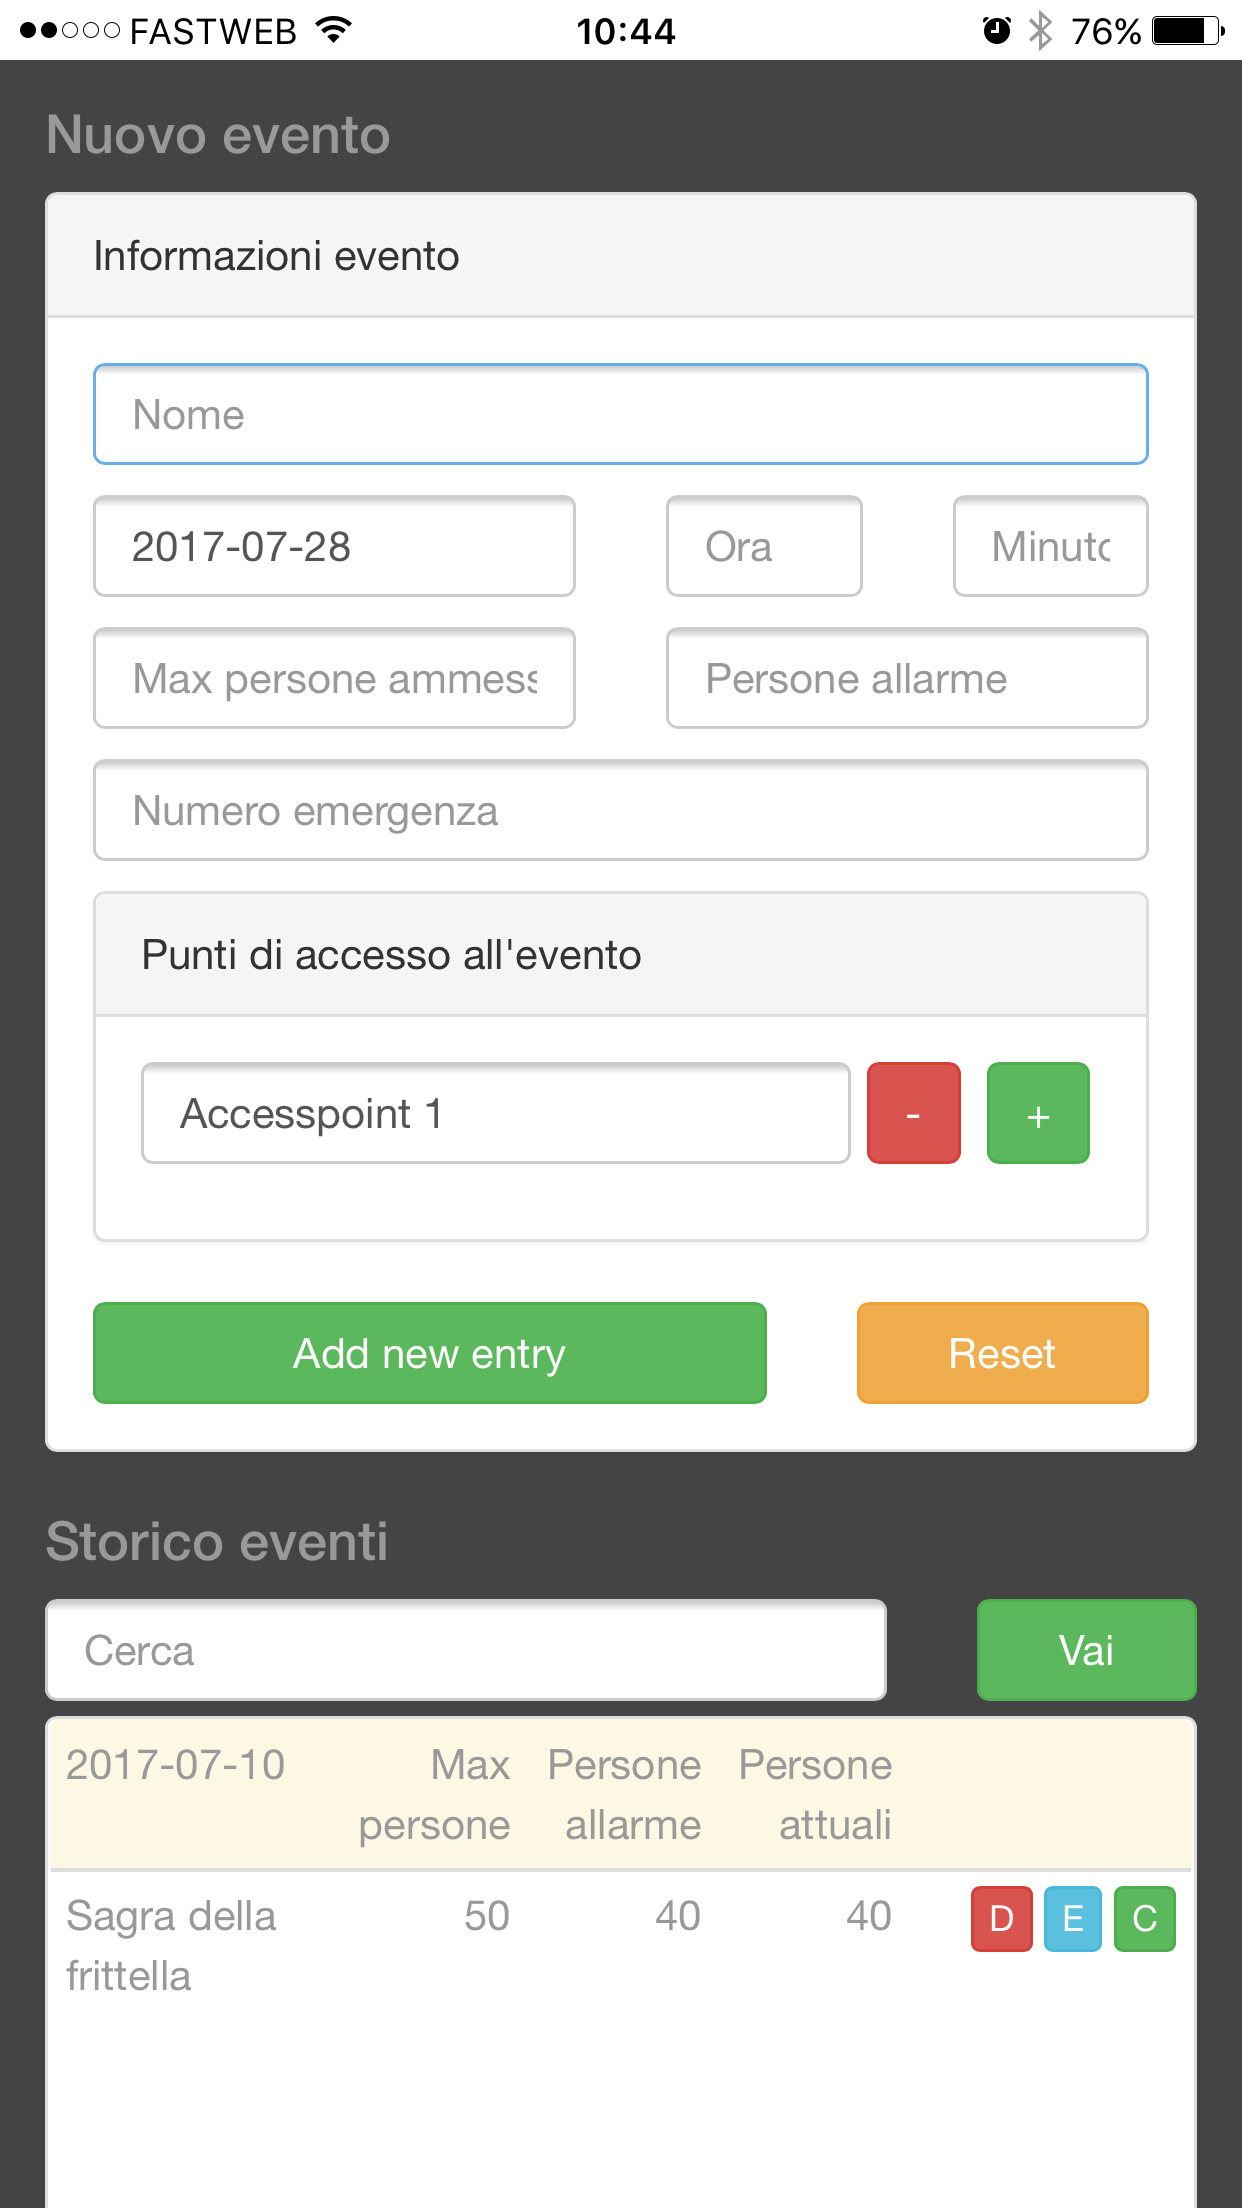 FASTWEB 10:44 76%
Nuovo evento
Informazioni evento
Nome
2017-07-28 Ora Minuto
Max persone ammess Persone allarme
Numero emergenza
Punti di accesso all'evento
Accesspoint 1 - +
Add new entry Reset
Storico eventi
Cerca Vai
2017-07-10 Max Persone Persone
persone allarme attuali
Sagra della 50 40 40 D E C
frittella